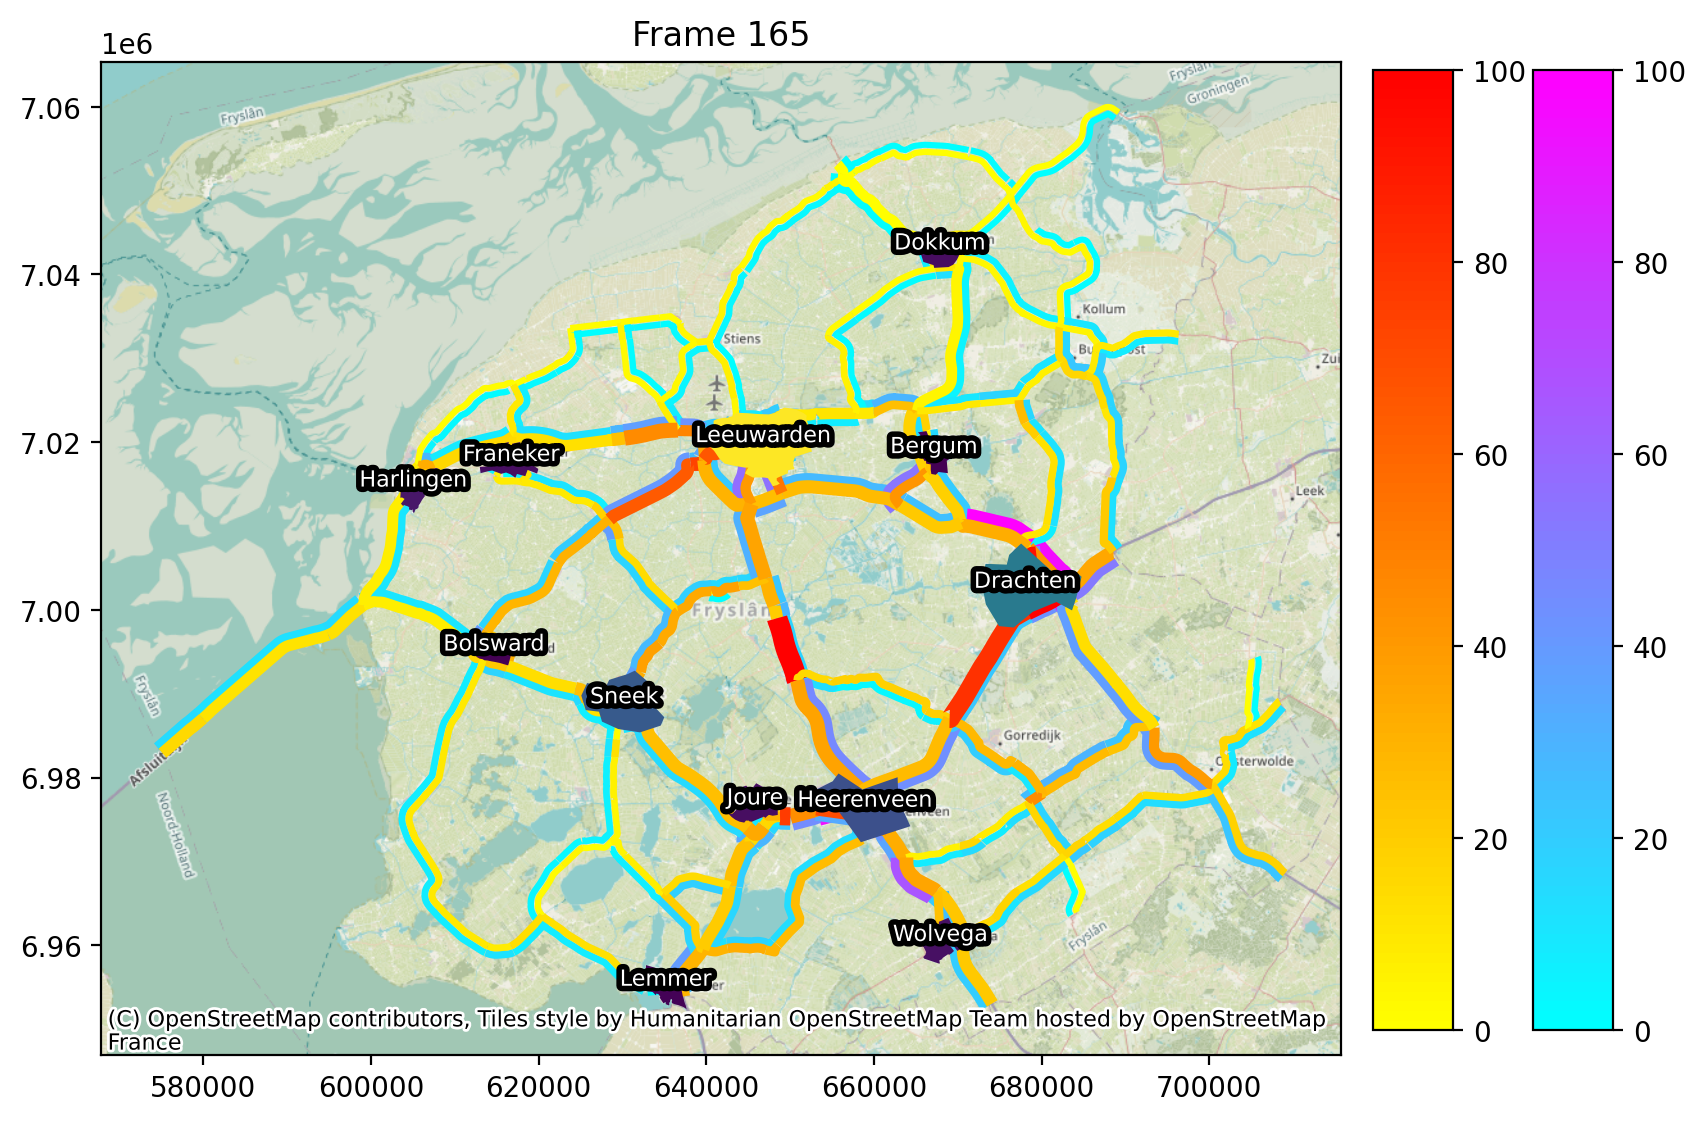 Frame 165
1e6
7.06
7.04
7.02
7.00
6.98
6.96
580000
600000
620000
640000
660000
680000
700000
100
80
60
40
20
0
100
80
60
40
20
0
Fryslân
Fryslân
Groningen
Dokkum
Kollum
Stiens
Leeuwarden
Bergum
Franeker
Harlingen
Leek
Drachten
Fryslân
Bolsward
Sneek
Fryslân
Gorredijk
Joure
Heerenveen
Noord-Holland
Wolvega
Fryslân
Lemmer
(C) OpenStreetMap contributors, Tiles style by Humanitarian OpenStreetMap Team hosted by OpenStreetMap
France